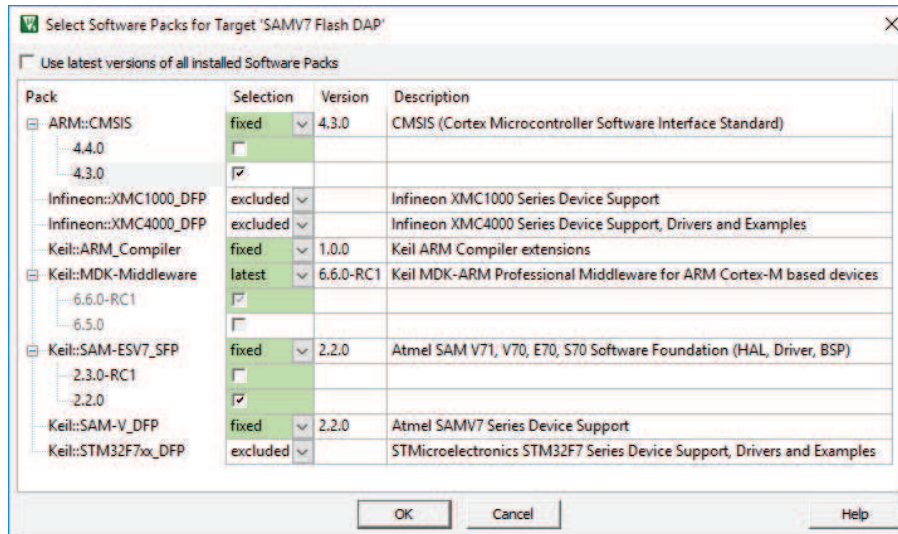 Select Software Packs for Target 'SAMV7 Flash DAP'
Use latest versions of all installed Software Packs
Pack Selection Version Description
ARM::CMSIS fixed 4.3.0 CMSIS (Cortex Microcontroller Software Interface Standard)
4.4.0
4.3.0
Infineon::XMC1000_DFP excluded Infineon XMC1000 Series Device Support
Infineon::XMC4000_DFP excluded Infineon XMC4000 Series Device Support, Drivers and Examples
Keil::ARM_Compiler fixed 1.0.0 Keil ARM Compiler extensions
Keil::MDK-Middleware latest 6.6.0-RC1 Keil MDK-ARM Professional Middleware for ARM Cortex-M based devices
6.6.0-RC1
6.5.0
Keil::SAM-ESV7_SFP fixed 2.2.0 Atmel SAM V71, V70, E70, S70 Software Foundation (HAL, Driver, BSP)
2.3.0-RC1
2.2.0
Keil::SAM-V_DFP fixed 2.2.0 Atmel SAMV7 Series Device Support
Keil::STM32F7xx_DFP excluded STMicroelectronics STM32F7 Series Device Support, Drivers and Examples
OK Cancel Help